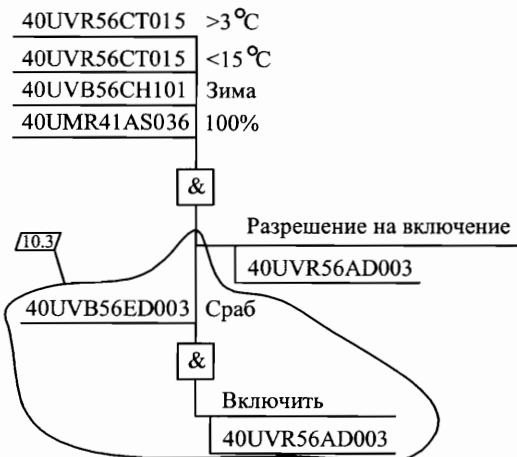 40UVR56CT015 >3°C
40UVR56CT015 <15°C
40UVB56CH101 Зима
40UMR41AS036 100%
&
Разрешение на включение
10.3
40UVR56AD003
40UVB56ED003 Сраб
&
Включить
40UVR56AD003